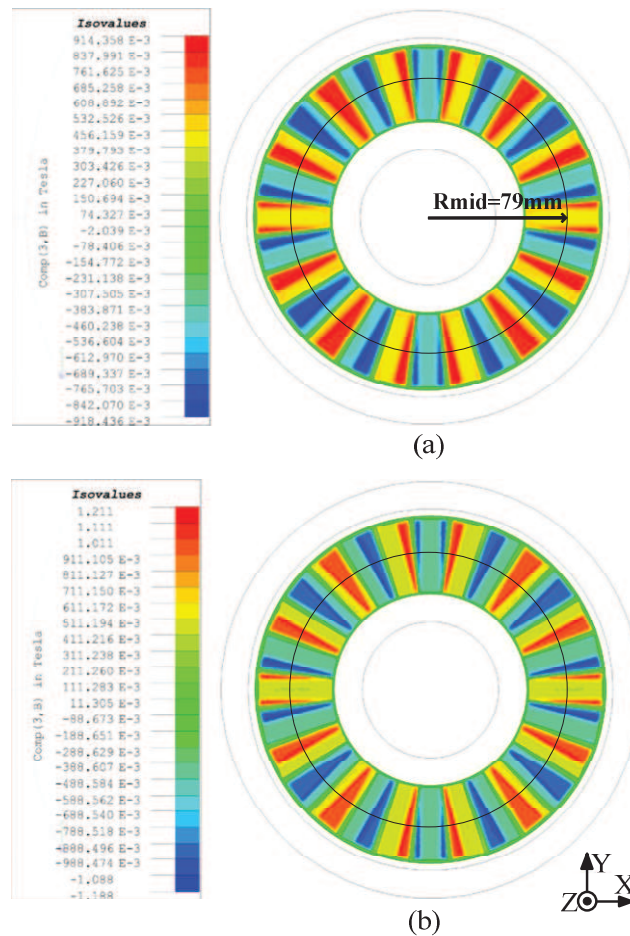 Isovalues
914.358 E-3
837.991 E-3
761.625 E-3
685.258 E-3
608.892 E-3
532.526 E-3
456.159 E-3
379.793 E-3
303.426 E-3
227.060 E-3
150.694 E-3
74.327 E-3
-2.039 E-3
-78.406 E-3
-154.772 E-3
-231.138 E-3
-307.505 E-3
-383.871 E-3
-460.238 E-3
-536.604 E-3
-612.970 E-3
-689.337 E-3
-765.703 E-3
-842.070 E-3
-918.436 E-3
Comp(3,B) in Tesla
Rmid=79mm
(a)
Isovalues
1.211
1.111
1.011
911.105 E-3
811.127 E-3
711.150 E-3
611.172 E-3
511.194 E-3
411.216 E-3
311.238 E-3
211.260 E-3
111.283 E-3
11.305 E-3
-88.673 E-3
-188.651 E-3
-288.629 E-3
-388.607 E-3
-488.584 E-3
-588.562 E-3
-688.540 E-3
-788.518 E-3
-888.496 E-3
-988.474 E-3
-1.088
-1.188
Comp(3,B) in Tesla
Y
Z X
(b)